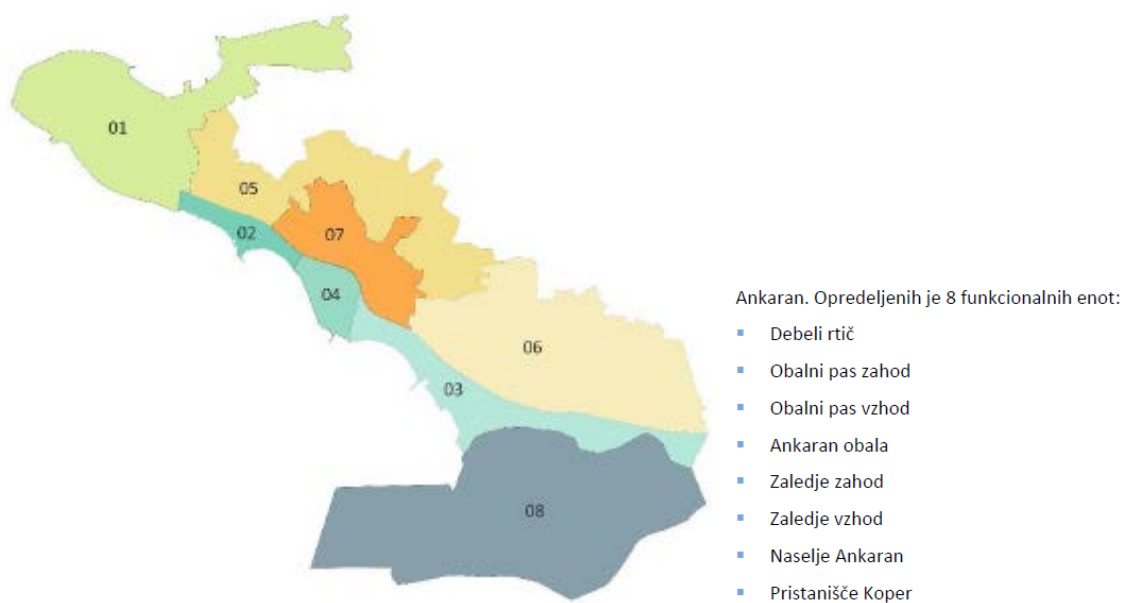 01
05
02
07
04
06
03
08
Ankaran. Opredeljenih je 8 funkcionalnih enot:
Debeli rtič
Obalni pas zahod
Obalni pas vzhod
Ankaran obala
Zaledje zahod
Zaledje vzhod
Naselje Ankaran
Pristanišče Koper